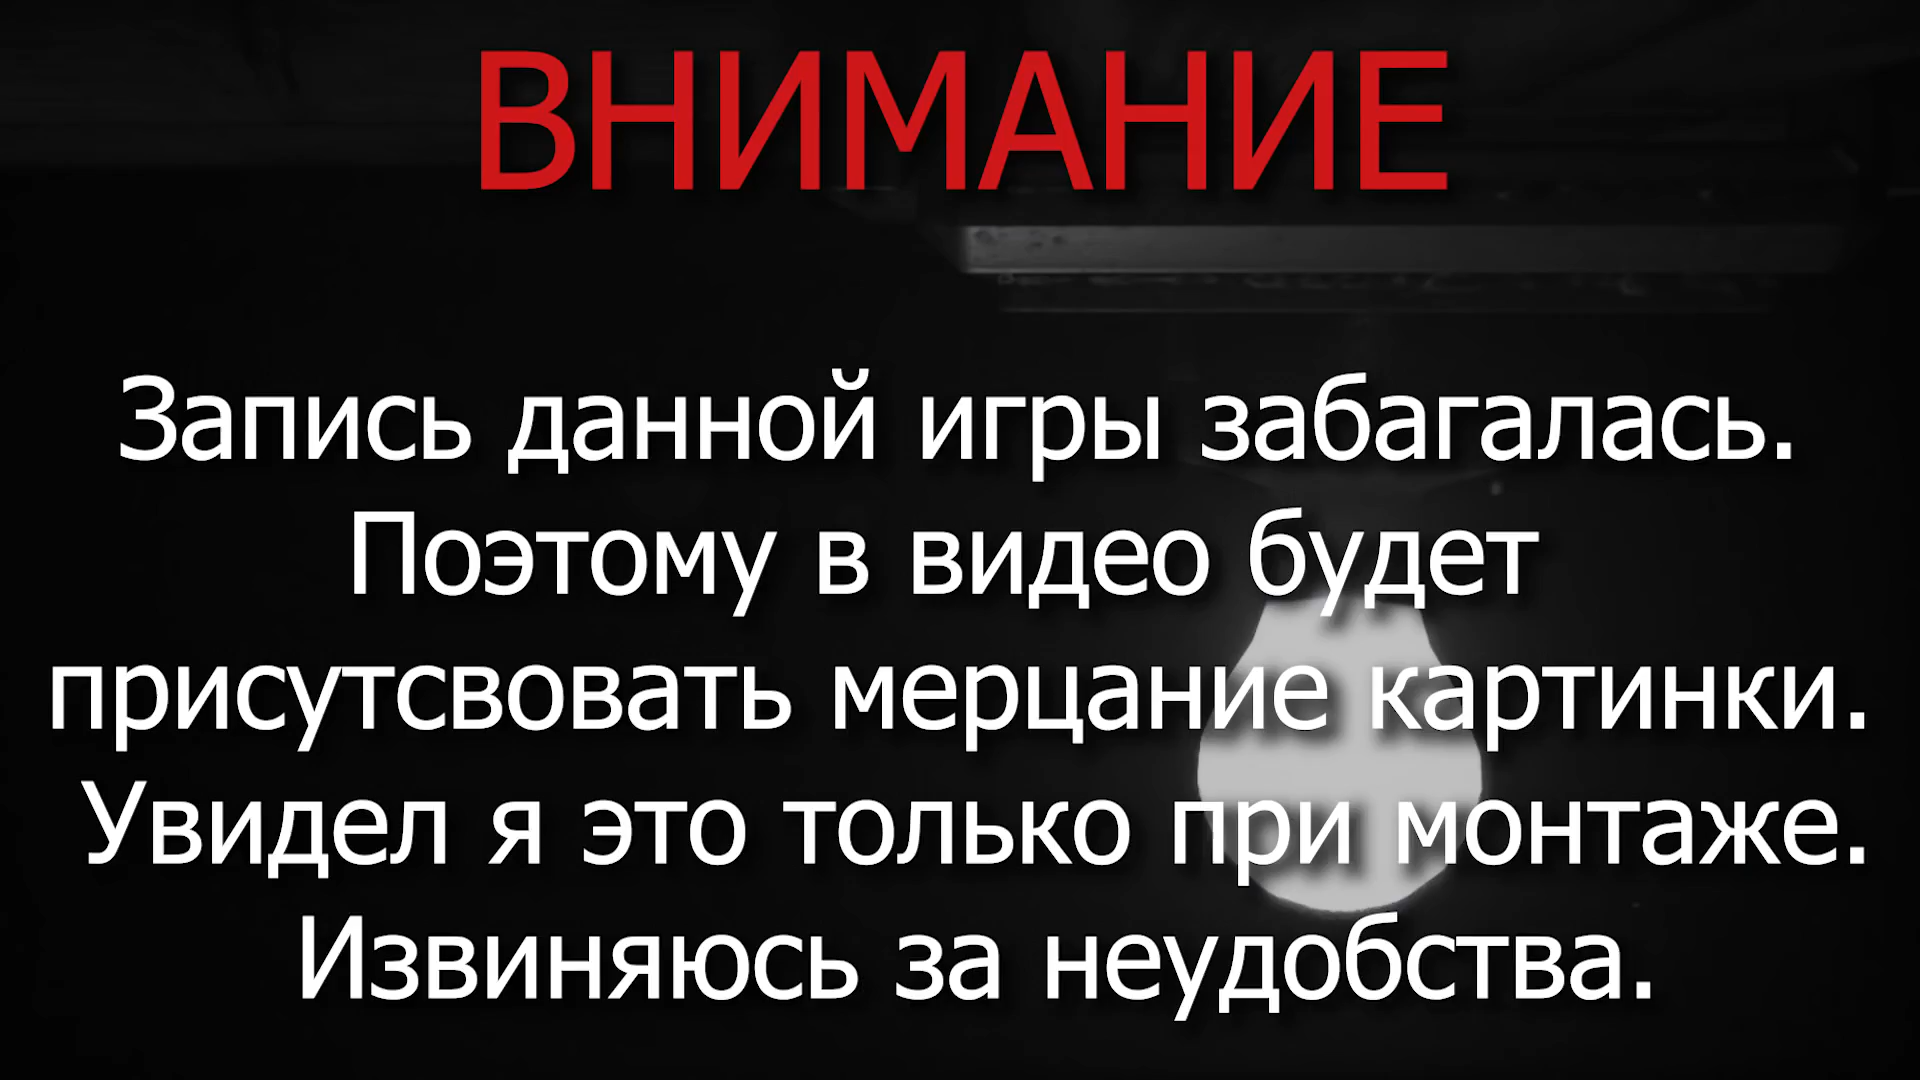 ВНИМАНИЕ
Запись данной игры забагалась.
Поэтому в видео будет
присутсвовать мерцание картинки.
Увидел я это только при монтаже.
Извиняюсь за неудобства.